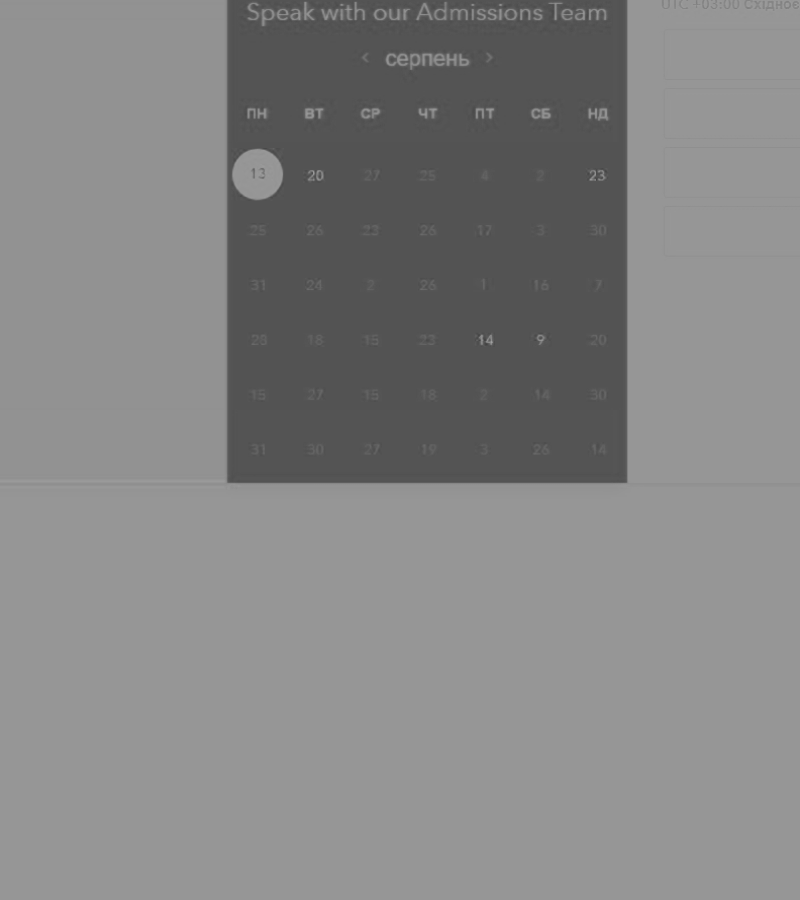 UTC +03:00 Східноє
Speak with our Admissions Team
‹ серпень ›
ПН ВТ СР ЧТ ПТ СБ НД
13 20 27 25 4 2 23
25 26 22 26 17 3 30
31 24 2 26 1 16 7
20 18 15 23 14 9 20
15 27 15 18 2 14 30
31 30 27 19 3 26 14